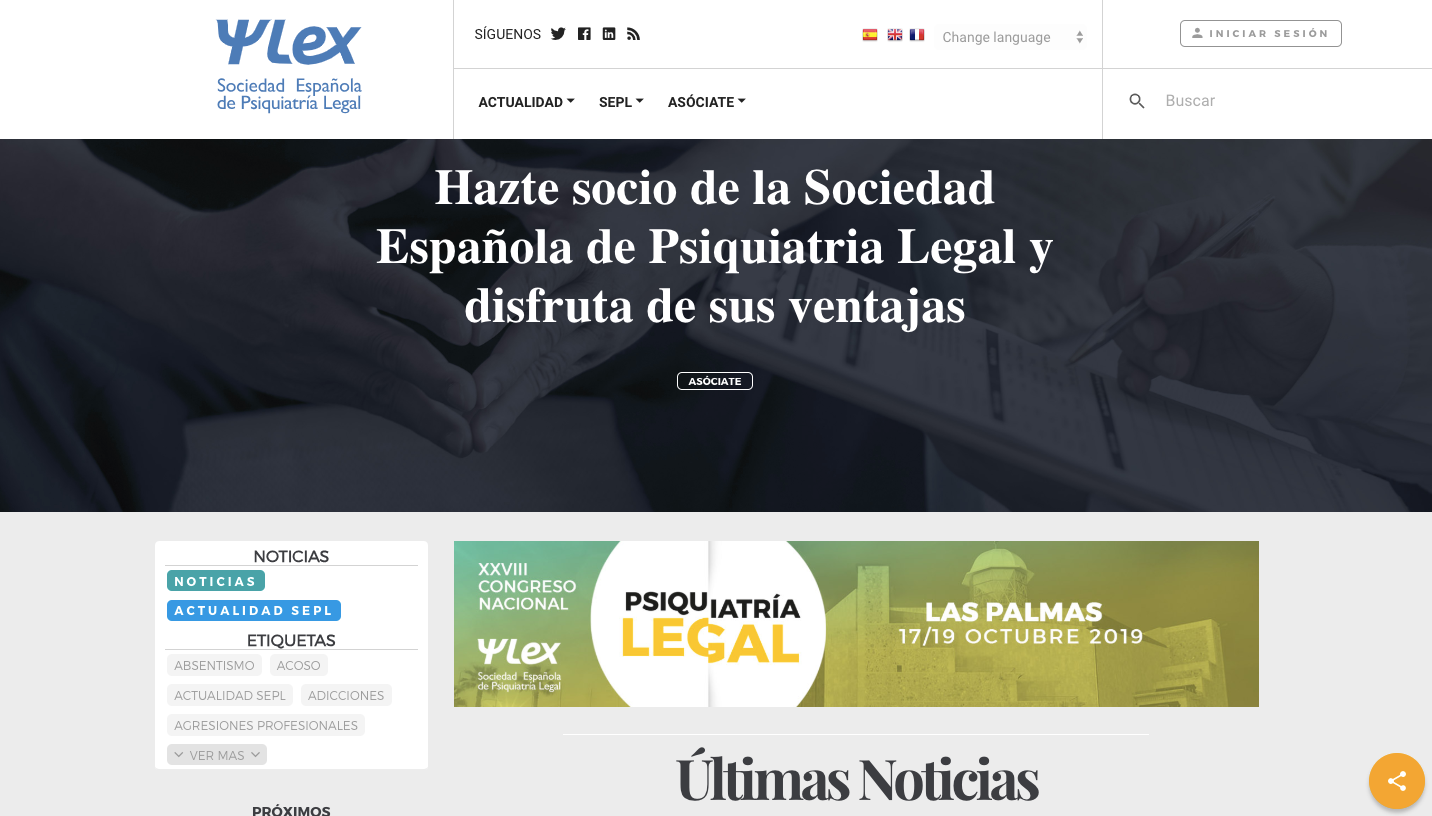 Ylex
Sociedad Española
de Psiquiatría Legal
SÍGUENOS
Change language
INICIAR SESIÓN
ACTUALIDAD
SEPL
ASÓCIATE
Buscar
Hazte socio de la Sociedad
Española de Psiquiatria Legal y
disfruta de sus ventajas
ASÓCIATE
NOTICIAS
NOTICIAS
ACTUALIDAD SEPL
ETIQUETAS
ABSENTISMO
ACOSO
ACTUALIDAD SEPL
ADICCIONES
AGRESIONES PROFESIONALES
VER MAS
PRÓXIMOS
XXVIII
CONGRESO
NACIONAL
Ylex
Sociedad Española
de Psiquiatría Legal
PSIQUIATRÍA
LEGAL
LAS PALMAS
17/19 OCTUBRE 2019
Últimas Noticias